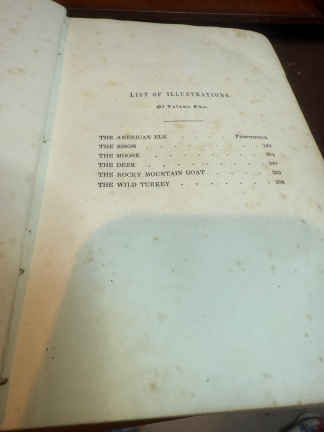 LIST OF ILLUSTRATIONS.
Of Volume One.
THE AMERICAN ELK . . . . . Frontispiece.
THE BISON . . . . . . . .
THE MOOSE . . . . . . . .
THE DEER . . . . . . . .
THE ROCKY MOUNTAIN GOAT . . . . .
THE WILD TURKEY . . . . . . .